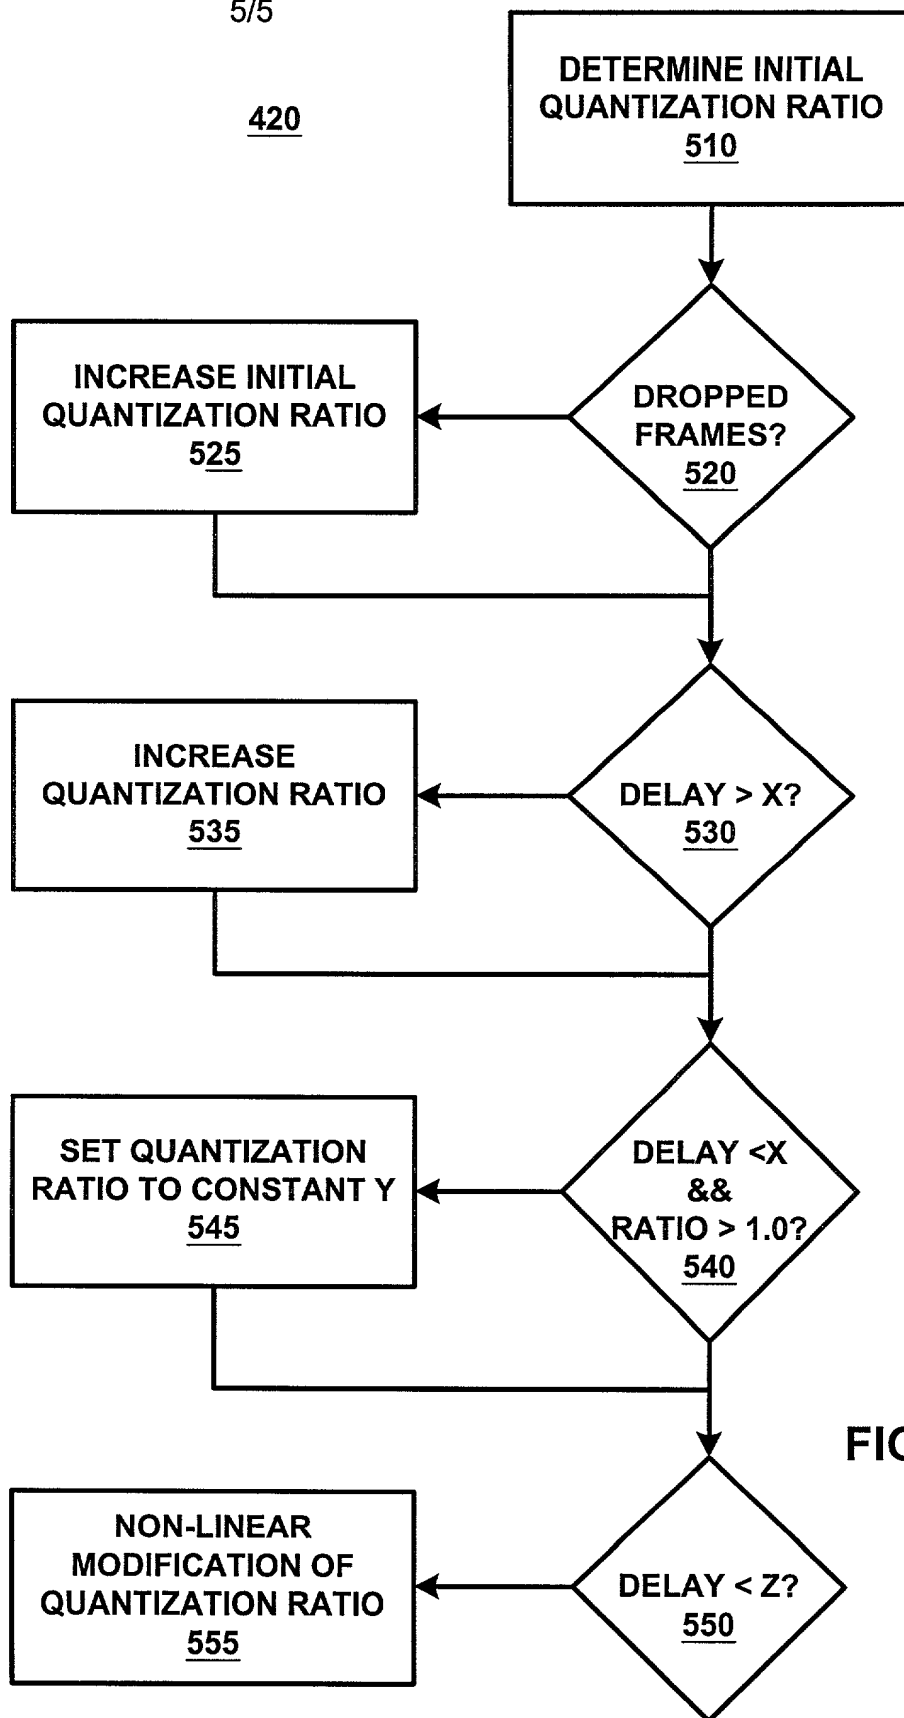 5/5
420
DETERMINE INITIAL
QUANTIZATION RATIO
510
DROPPED
FRAMES?
520
INCREASE INITIAL
QUANTIZATION RATIO
525
DELAY > X?
530
INCREASE
QUANTIZATION RATIO
535
DELAY <X
&&
RATIO > 1.0?
540
SET QUANTIZATION
RATIO TO CONSTANT Y
545
DELAY < Z?
550
NON-LINEAR
MODIFICATION OF
QUANTIZATION RATIO
555